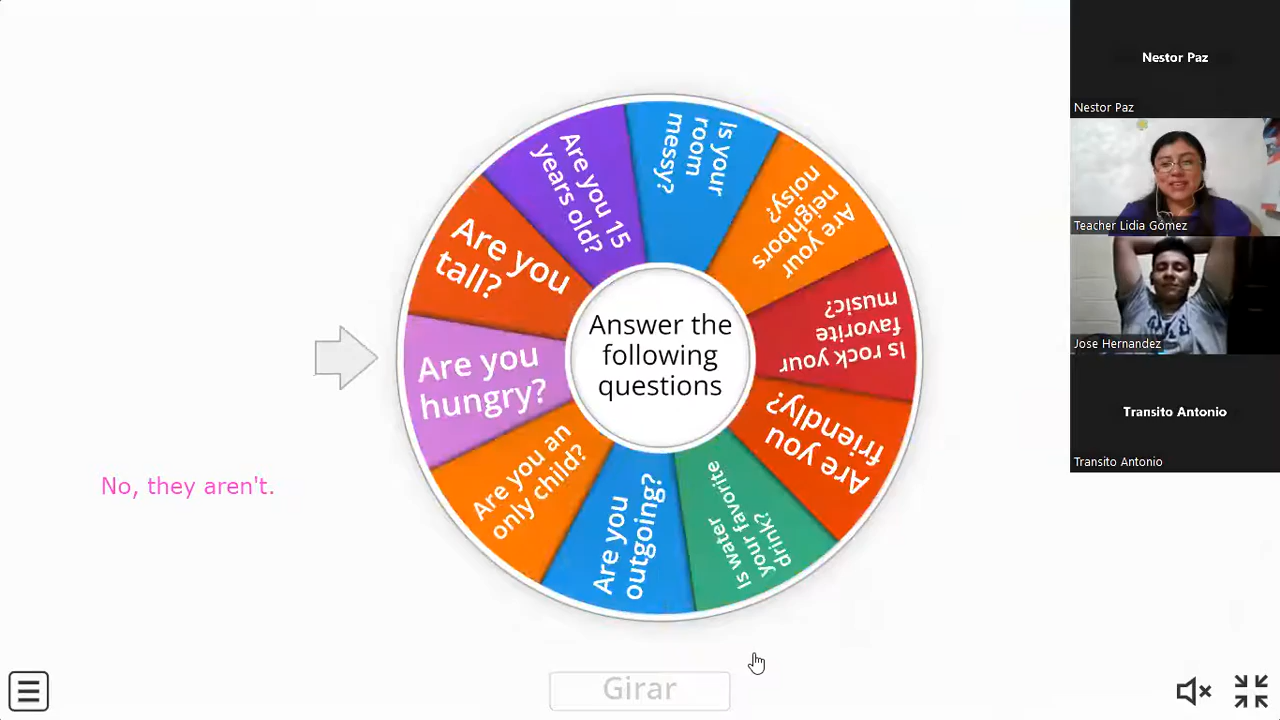 Nestor Paz
Nestor Paz
Teacher Lidia Gómez
Jose Hernandez
Transito Antonio
Transito Antonio
Is your
room
messy?
Are your
neighbors
noisy?
Is rock your
favorite
music?
Are you
friendly?
Is water
your favorite
drink?
Are you
outgoing?
Are you an
only child?
Are you
hungry?
Are you
tall?
Are you 15
years old?
Answer the
following
questions
No, they aren't.
Girar